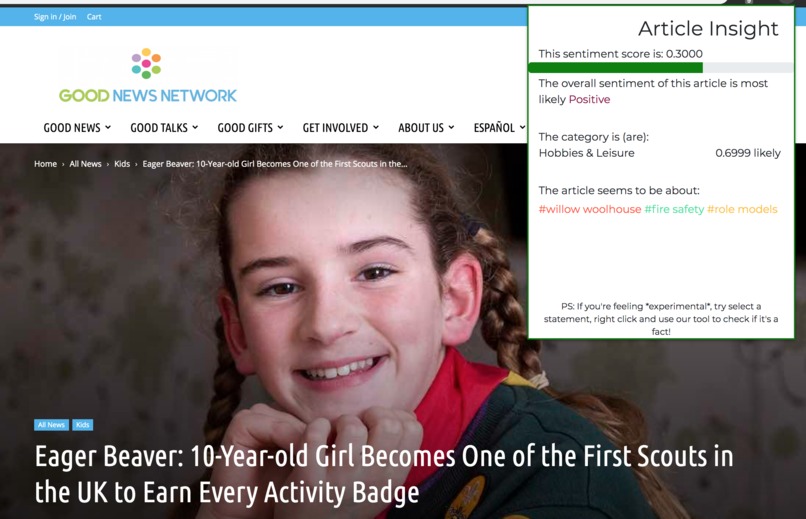 Sign in / Join Cart
GOOD NEWS NETWORK
GOOD NEWS GOOD TALKS GOOD GIFTS GET INVOLVED ABOUT US ESPAÑOL
Home › All News › Kids › Eager Beaver: 10-Year-old Girl Becomes One of the First Scouts in the...
All News Kids
Eager Beaver: 10-Year-old Girl Becomes One of the First Scouts in
the UK to Earn Every Activity Badge
Article Insight
This sentiment score is: 0.3000
The overall sentiment of this article is most
likely Positive
The category is (are):
Hobbies & Leisure 0.6999 likely
The article seems to be about:
#willow woolhouse #fire safety #role models
PS: If you're feeling *experimental*, try select a
statement, right click and use our tool to check if it's a
fact!